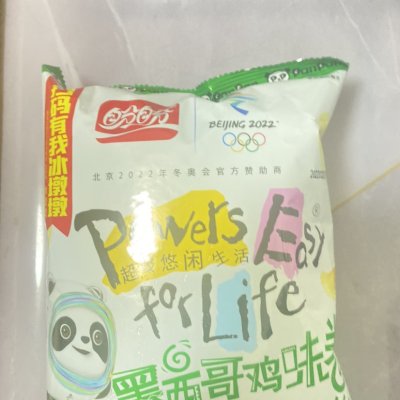 盼盼
BEIJING 2022
北京2022年冬奥会官方赞助商
扫码有我冰墩墩
Powers Easy
超级悠闲生活
for Life
墨西哥鸡味卷